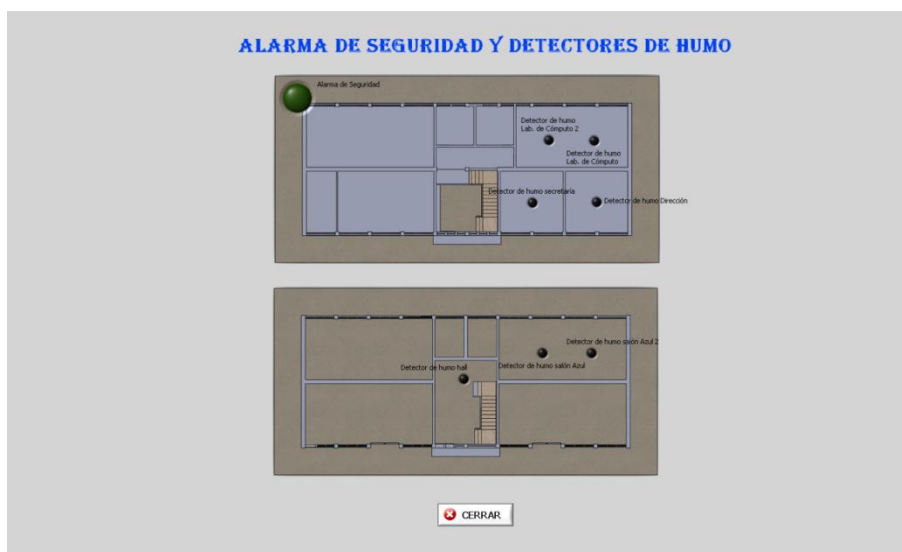 ALARMA DE SEGURIDAD Y DETECTORES DE HUMO
Alarma de Seguridad
Detector de humo
Lab. de Cómputo 2
Detector de humo
Lab. de Cómputo
Detector de humo secretaría
Detector de humo Dirección
Detector de humo salón Azul 2
Detector de humo hall
Detector de humo salón Azul
CERRAR